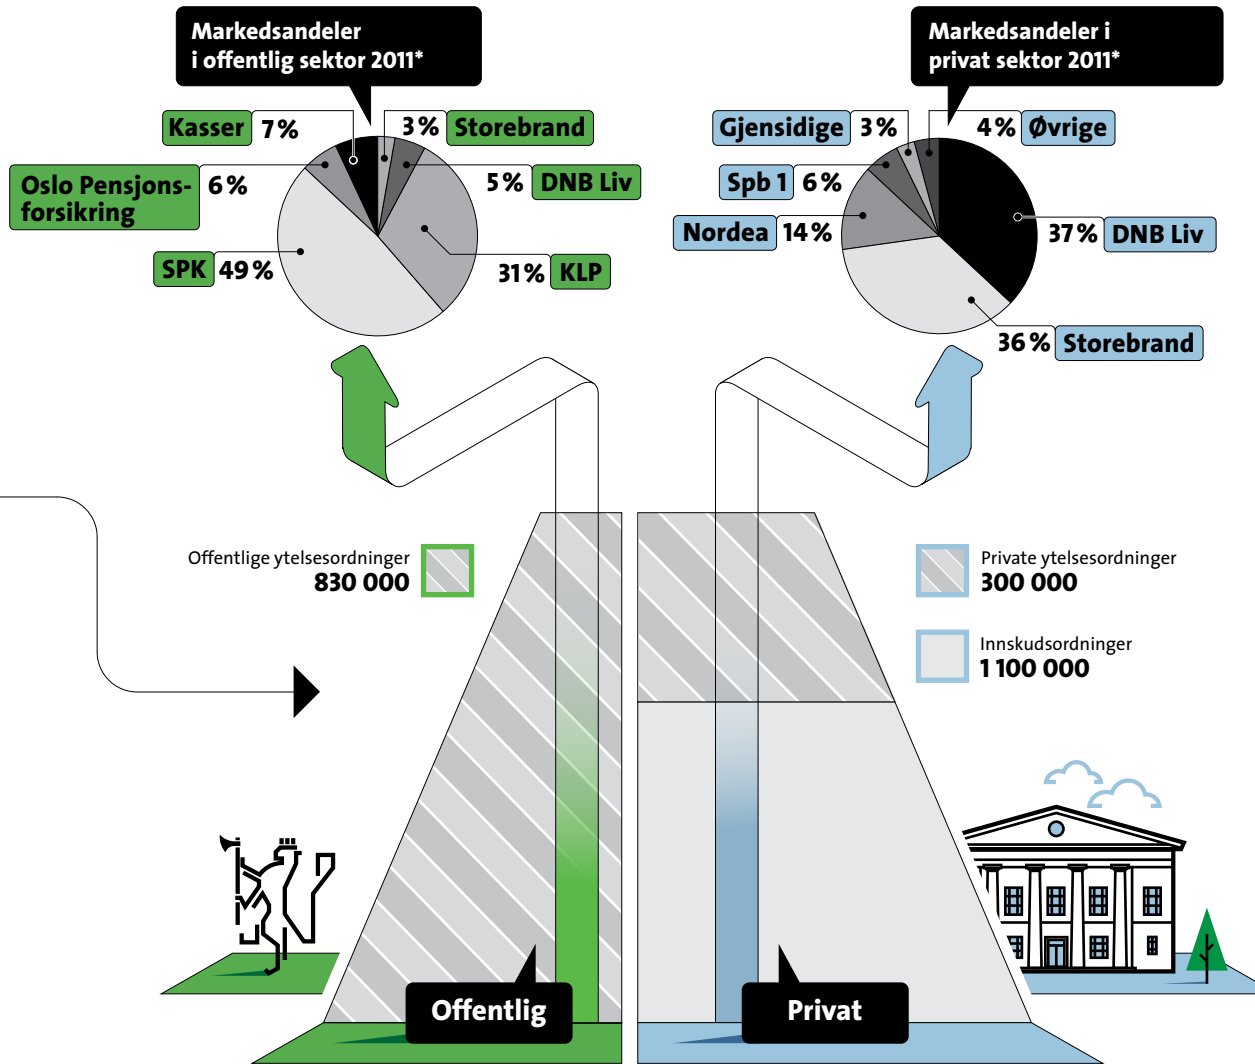 Markedsandeler
i offentlig sektor 2011*
Kasser 7%
3% Storebrand
Oslo Pensjons-
forsikring
6%
5% DNB Liv
SPK 49%
31% KLP
Markedsandeler i
privat sektor 2011*
Gjensidige 3%
4% Øvrige
Spb 1 6%
Nordea 14%
37% DNB Liv
36% Storebrand
Offentlige ytelsesordninger
830 000
Private ytelsesordninger
300 000
Innskudsordninger
1 100 000
Offentlig
Privat